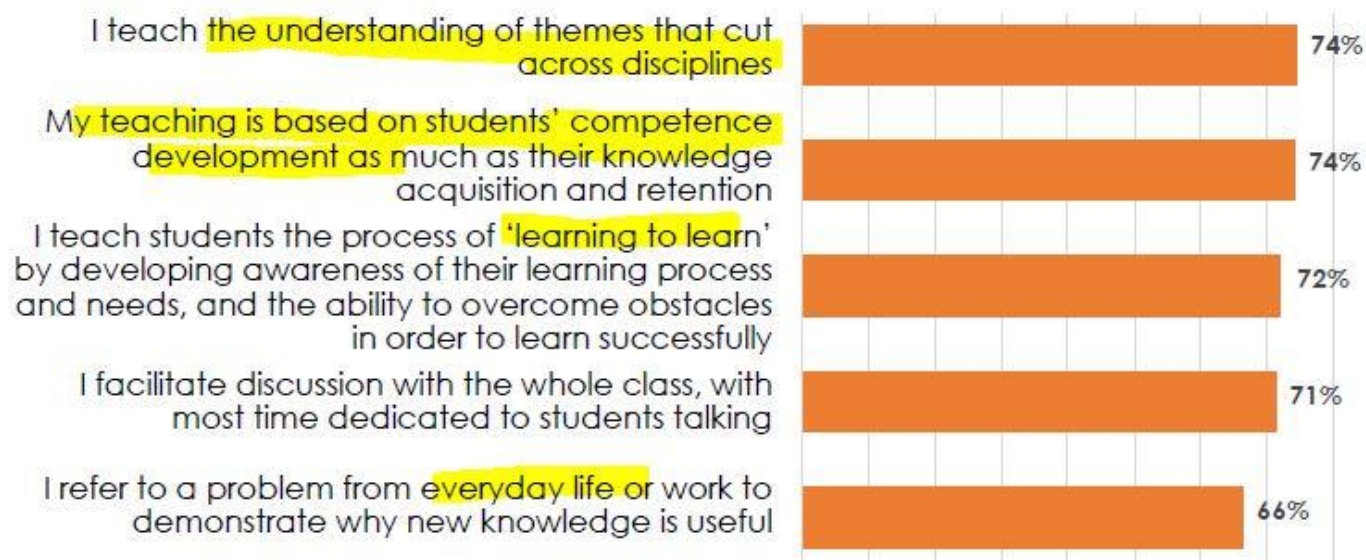 I teach the understanding of themes that cut
across disciplines
74%
My teaching is based on students' competence
development as much as their knowledge
acquisition and retention
74%
I teach students the process of 'learning to learn'
by developing awareness of their learning process
and needs, and the ability to overcome obstacles
in order to learn successfully
72%
I facilitate discussion with the whole class, with
most time dedicated to students talking
71%
I refer to a problem from everyday life or work to
demonstrate why new knowledge is useful
66%